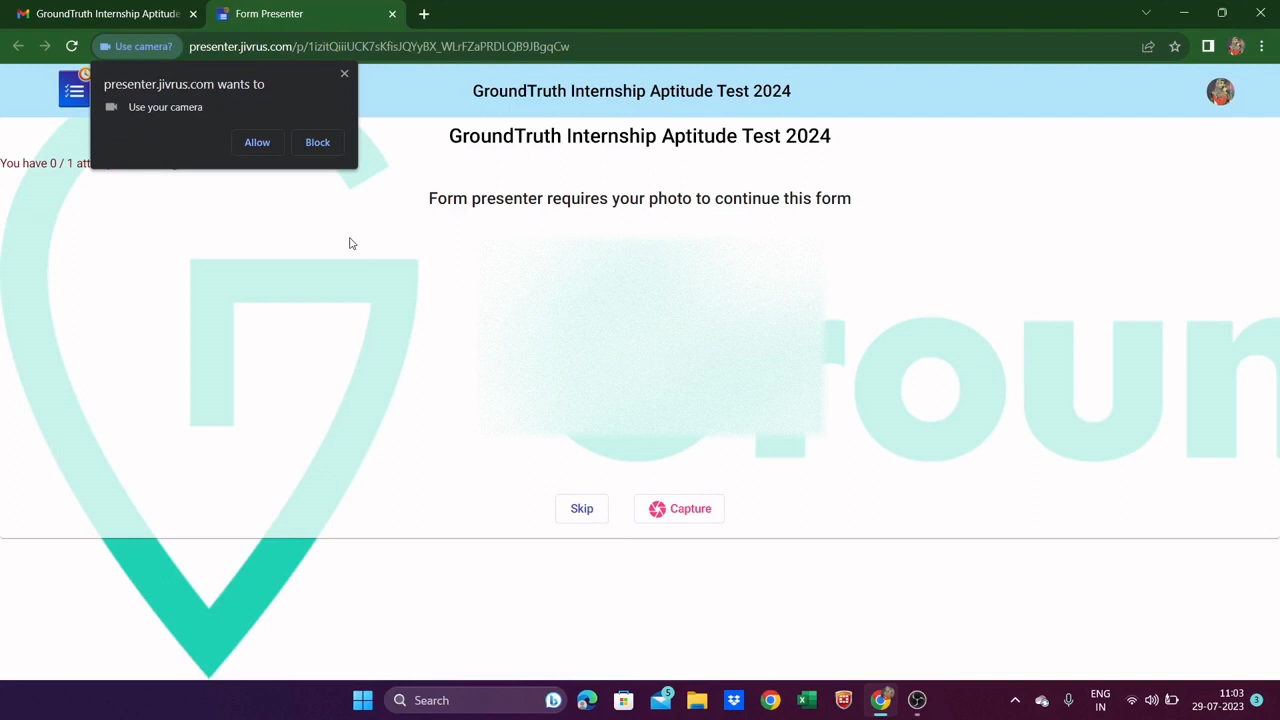 GroundTruth Internship Aptitude
Form Presenter
Use camera?
presenter.jivrus.com/p/1izitQiiiUCK7sKfisJQYyBX_WLrFZaPRDLQB9JBgqCw
presenter.jivrus.com wants to
Use your camera
Allow
Block
GroundTruth Internship Aptitude Test 2024
GroundTruth Internship Aptitude Test 2024
You have 0 / 1
Form presenter requires your photo to continue this form
Skip
Capture
Search
5
ENG
IN
11:03
29-07-2023
3